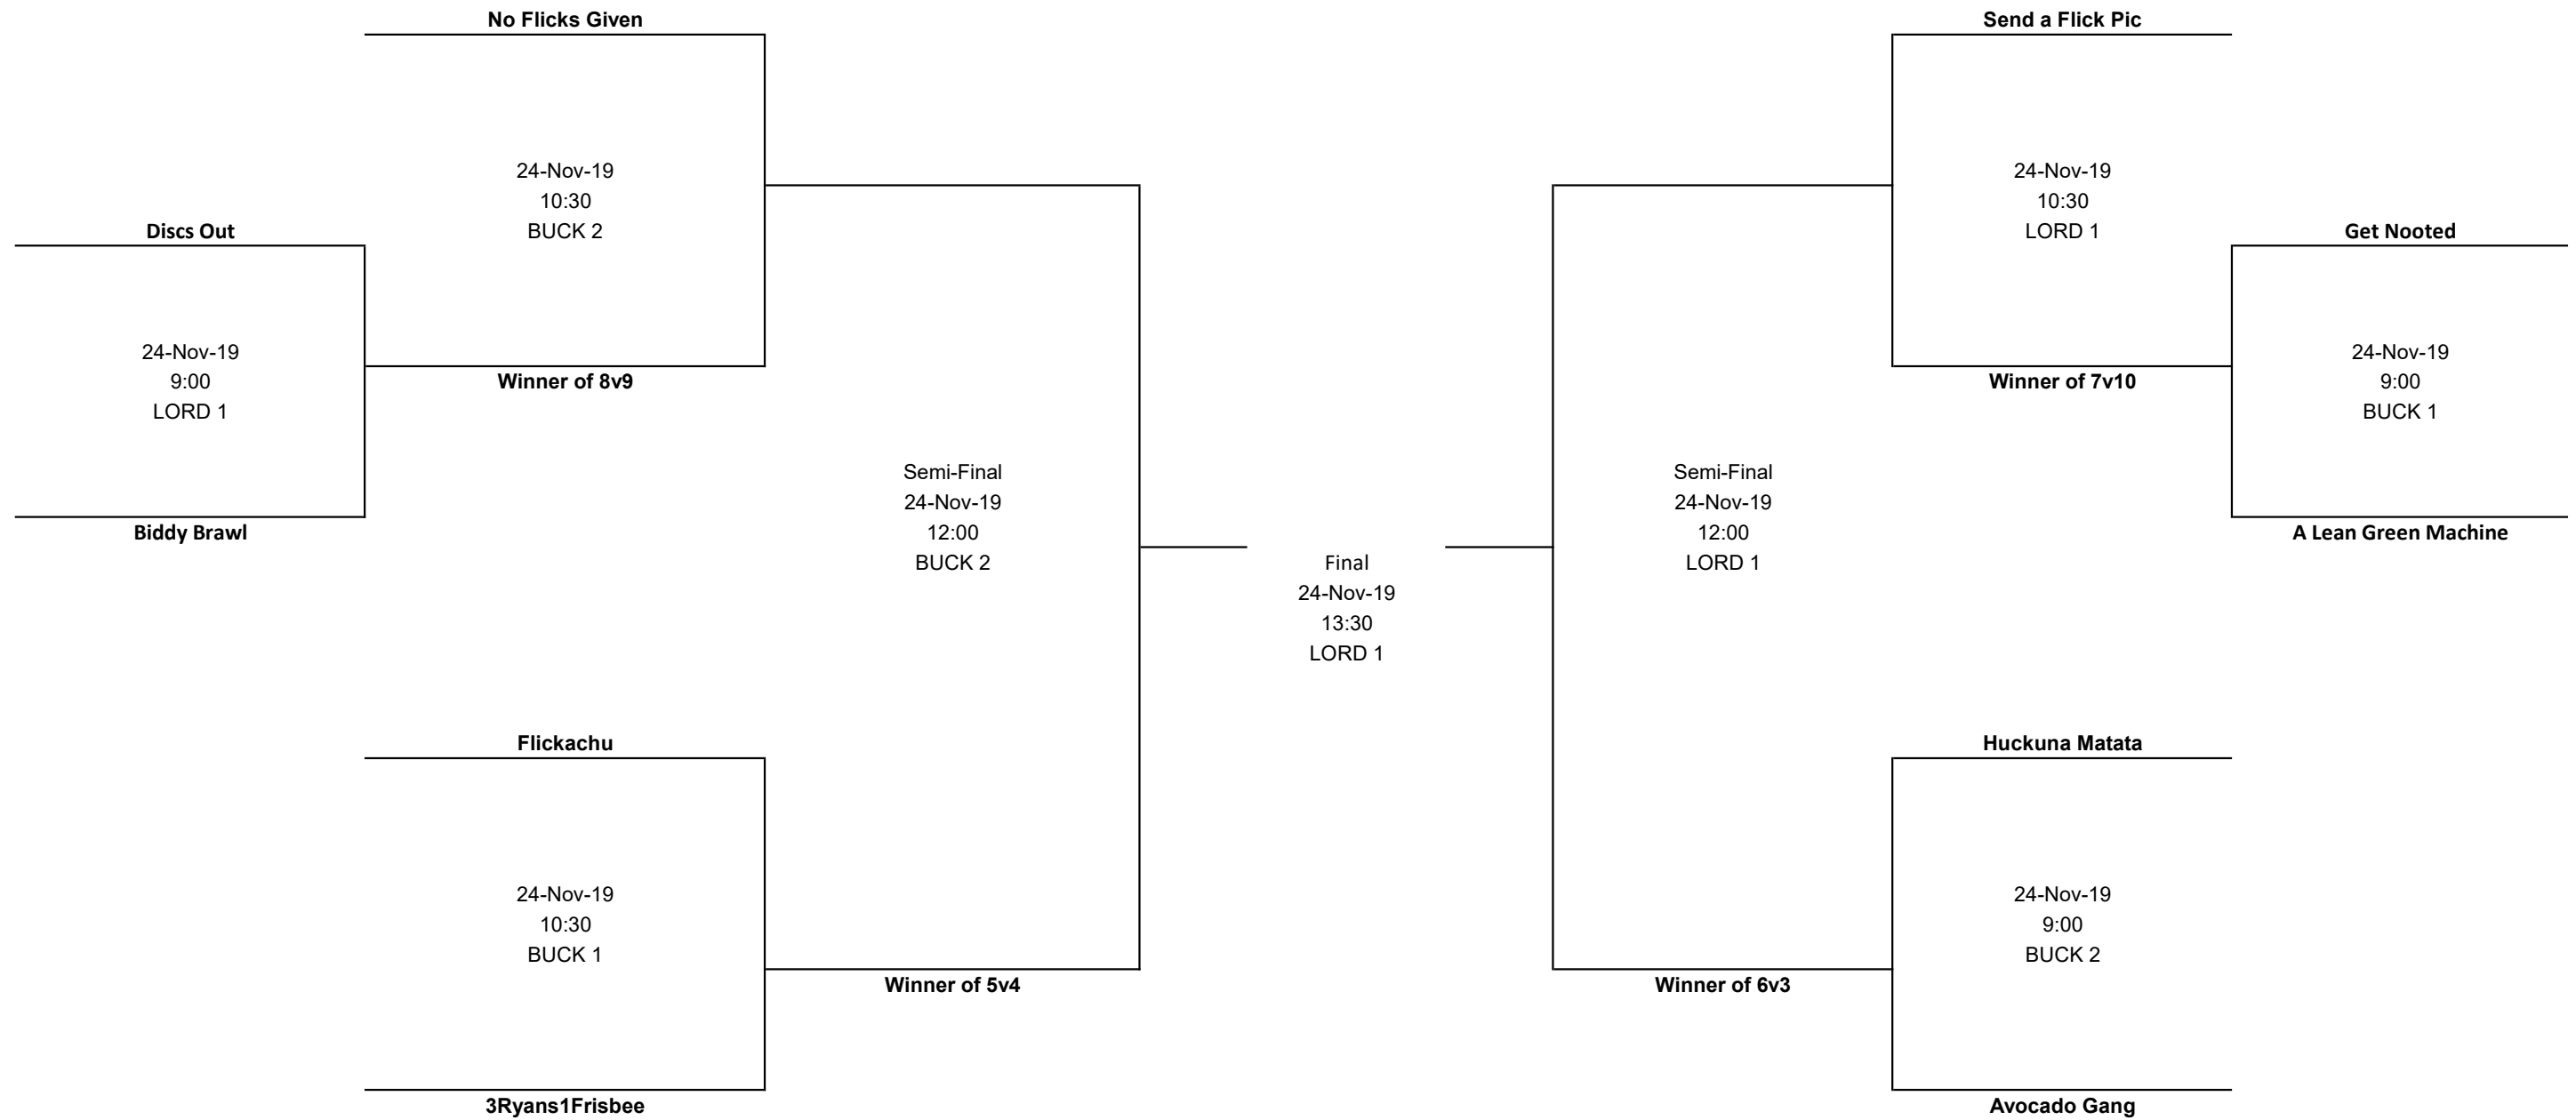 No Flicks Given
Send a Flick Pic
24-Nov-19
10:30
BUCK 2
24-Nov-19
10:30
LORD 1
Discs Out
Get Nooted
24-Nov-19
9:00
LORD 1
Winner of 8v9
Winner of 7v10
24-Nov-19
9:00
BUCK 1
Semi-Final
24-Nov-19
12:00
BUCK 2
Semi-Final
24-Nov-19
12:00
LORD 1
Biddy Brawl
A Lean Green Machine
Final
24-Nov-19
13:30
LORD 1
Flickachu
Huckuna Matata
24-Nov-19
10:30
BUCK 1
24-Nov-19
9:00
BUCK 2
Winner of 5v4
Winner of 6v3
3Ryans1Frisbee
Avocado Gang